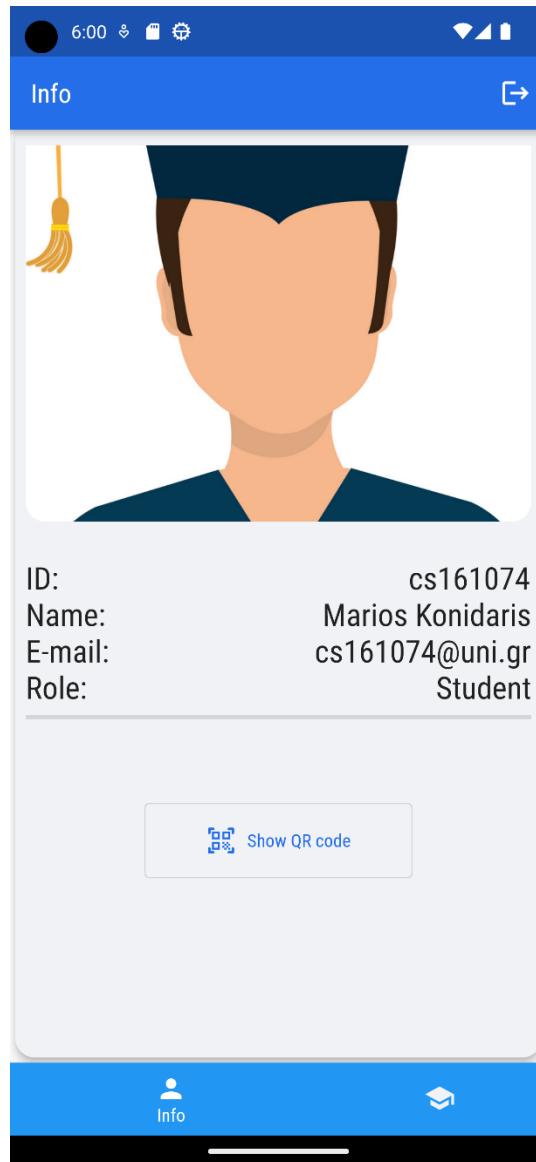 6:00
Info
ID: cs161074
Name: Marios Konidaris
E-mail: cs161074@uni.gr
Role: Student
Show QR code
Info